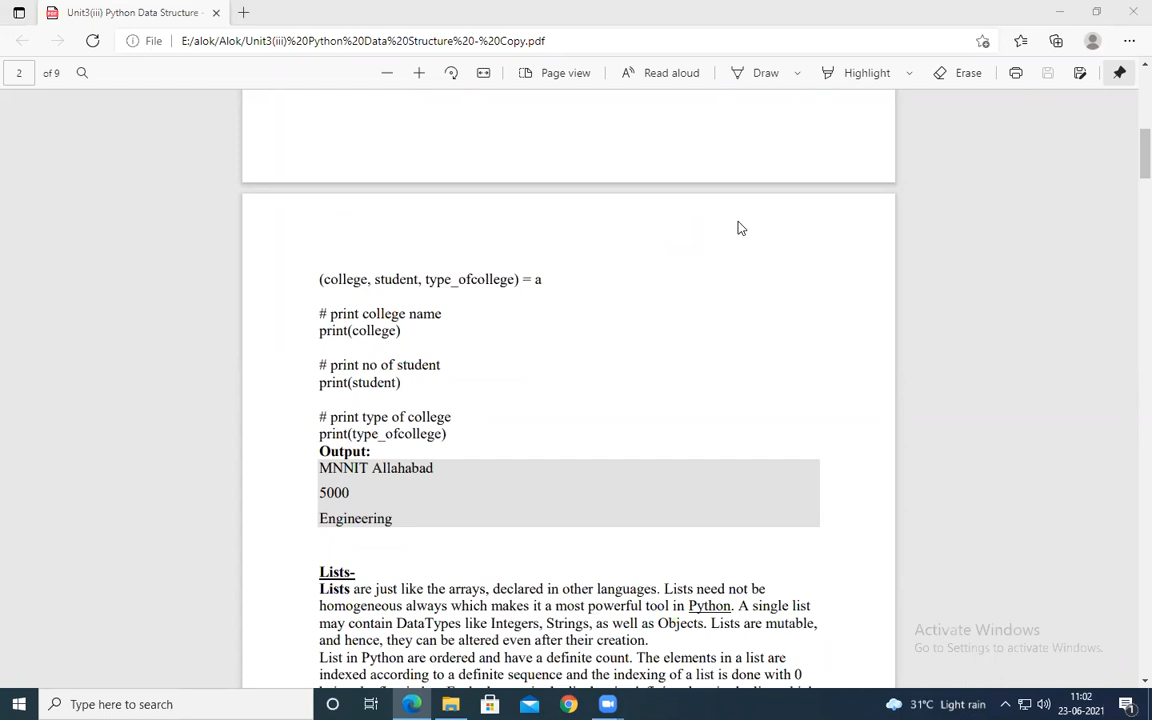 Unit3(iii) Python Data Structure -
File E:/alok/Alok/Unit3(iii)%20Python%20Data%20Structure%20-%20Copy.pdf
2 of 9 Page view Read aloud Draw Highlight Erase
(college, student, type_ofcollege) = a
# print college name
print(college)
# print no of student
print(student)
# print type of college
print(type_ofcollege)
Output:
MNNIT Allahabad
5000
Engineering
Lists-
Lists are just like the arrays, declared in other languages. Lists need not be
homogeneous always which makes it a most powerful tool in Python. A single list
may contain DataTypes like Integers, Strings, as well as Objects. Lists are mutable,
and hence, they can be altered even after their creation.
List in Python are ordered and have a definite count. The elements in a list are
indexed according to a definite sequence and the indexing of a list is done with 0
Activate Windows
Go to Settings to activate Windows.
Type here to search
31°C Light rain
11:02
23-06-2021
1